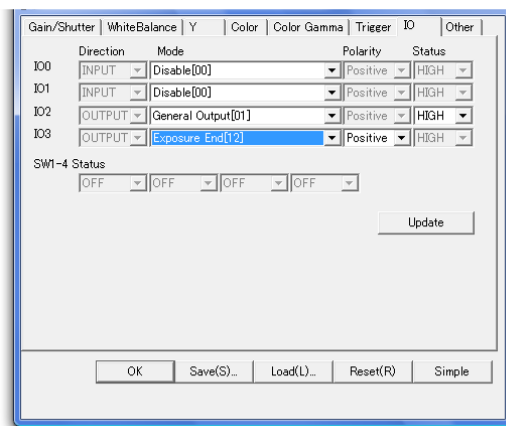 Gain/Shutter WhiteBalance Y Color Color Gamma Trigger IO Other
Direction Mode Polarity Status
IO0 INPUT Disable[00] Positive HIGH
IO1 INPUT Disable[00] Positive HIGH
IO2 OUTPUT General Output[01] Positive HIGH
IO3 OUTPUT Exposure End[12] Positive HIGH
SW1-4 Status
OFF OFF OFF OFF
Update
OK Save(S)... Load(L)... Reset(R) Simple